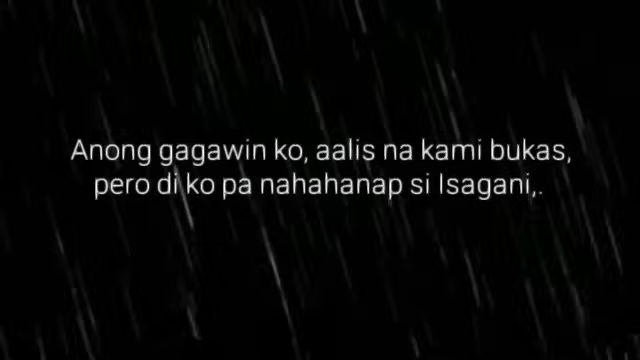 Anong gagawin ko, aalis na kami bukas,
pero di ko pa nahahanap si Isagani,.